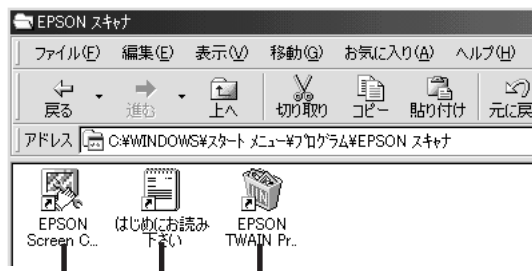 EPSON スキャナ
ファイル(F) 編集(E) 表示(V) 移動(G) お気に入り(A) ヘルプ(H)
戻る 進む 上へ 切り取り コピー 貼り付け 元に戻
アドレス C:¥WINDOWS¥スタート メニュー¥プログラム¥EPSON スキャナ
EPSON Screen C...
はじめにお読み下さい
EPSON TWAIN Pr...